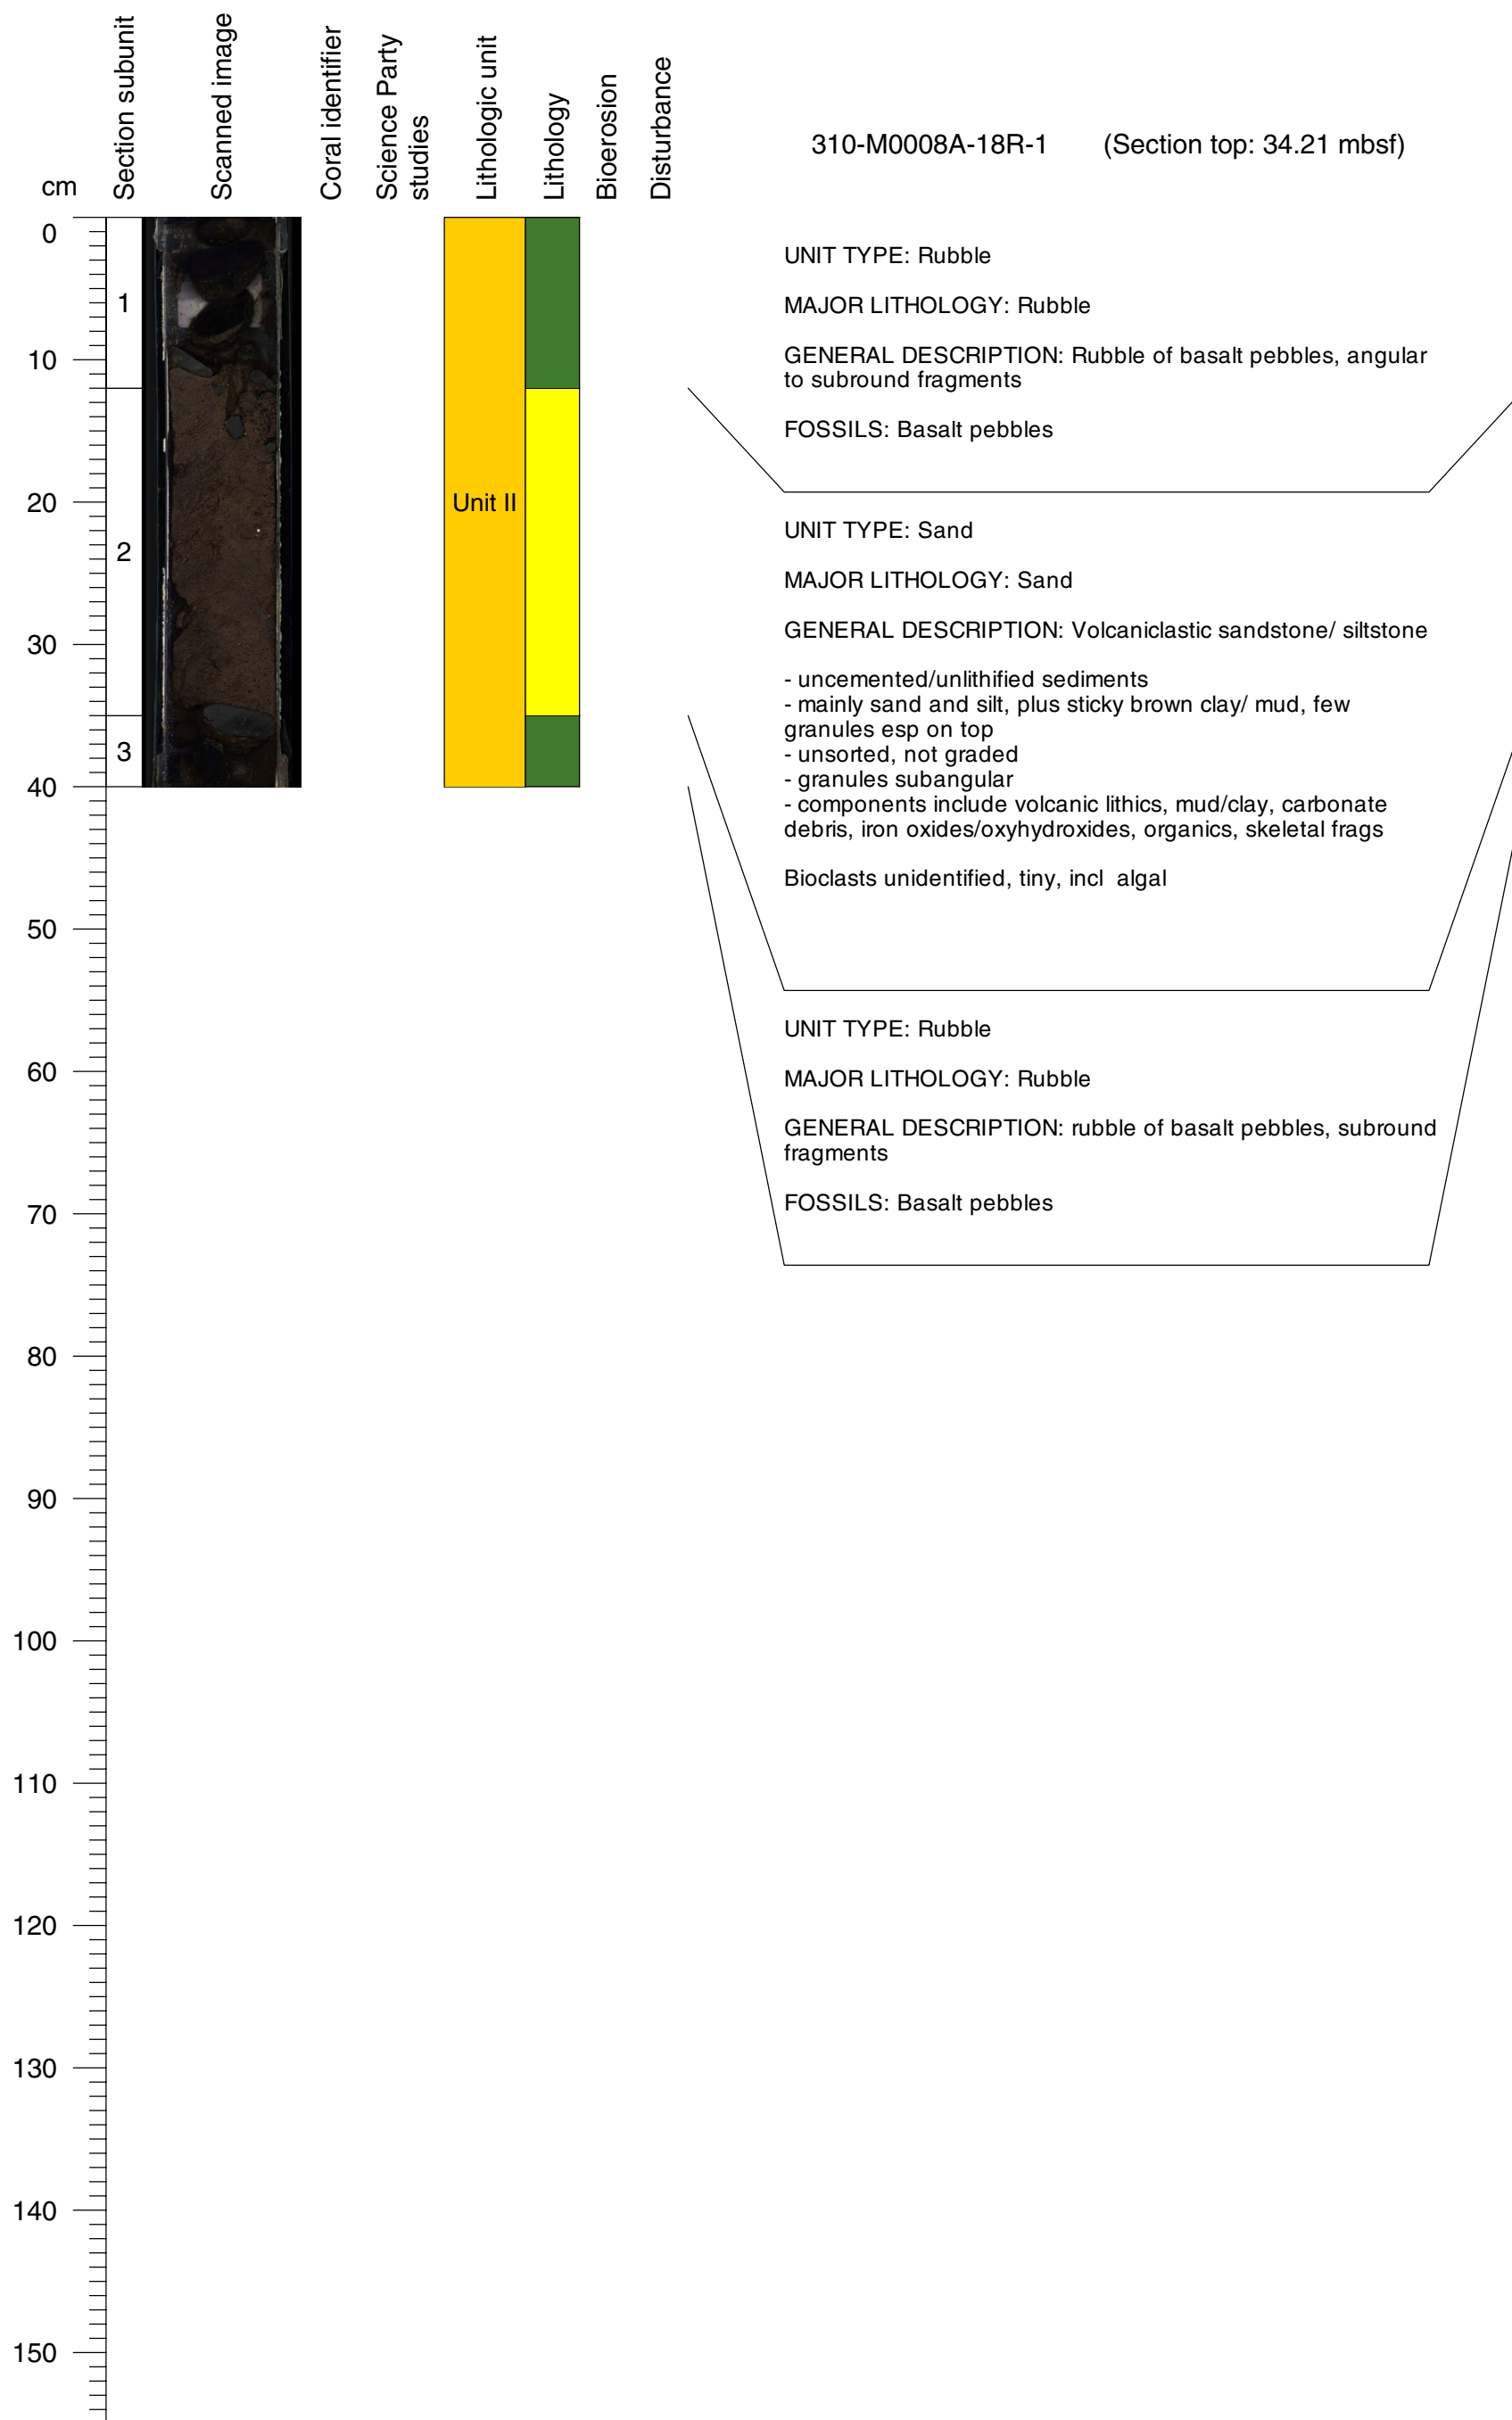 Section subunit
Scanned image
Coral identifier
Science Party
studies
Lithologic unit
Lithology
Bioerosion
Disturbance
310-M0008A-18R-1 (Section top: 34.21 mbsf)
cm
0
1
10
20
2
30
3
40
50
60
70
80
90
100
110
120
130
140
150
Unit II
UNIT TYPE: Rubble
MAJOR LITHOLOGY: Rubble
GENERAL DESCRIPTION: Rubble of basalt pebbles, angular
to subround fragments
FOSSILS: Basalt pebbles
UNIT TYPE: Sand
MAJOR LITHOLOGY: Sand
GENERAL DESCRIPTION: Volcaniclastic sandstone/ siltstone
- uncemented/unlithified sediments
- mainly sand and silt, plus sticky brown clay/ mud, few
granules esp on top
- unsorted, not graded
- granules subangular
- components include volcanic lithics, mud/clay, carbonate
debris, iron oxides/oxyhydroxides, organics, skeletal frags
Bioclasts unidentified, tiny, incl algal
UNIT TYPE: Rubble
MAJOR LITHOLOGY: Rubble
GENERAL DESCRIPTION: rubble of basalt pebbles, subround
fragments
FOSSILS: Basalt pebbles